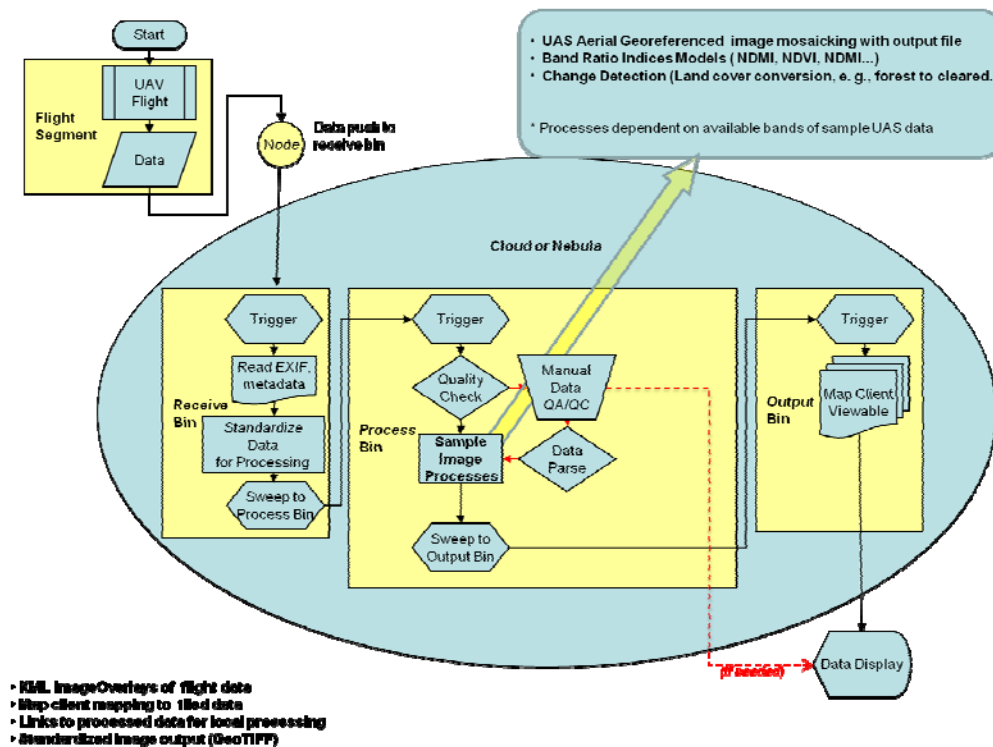 Start
• UAS Aerial Georeferenced image mosaicking with output file
• Band Ratio Indices Models ( NDMI, NDVI, NDMI...)
• Change Detection (Land cover conversion, e. g., forest to cleared.
* Processes dependent on available bands of sample UAS data
Flight
Segment
UAV
Flight
Data
Node
Data push to
receive bin
Cloud or Nebula
Trigger
Read EXIF,
metadata
Receive
Bin
Standardize
Data
for Processing
Sweep to
Process Bin
Trigger
Quality
Check
Manual
Data
QA/QC
Process
Bin
Sample
Image
Processes
Data
Parse
Sweep to
Output Bin
Trigger
Output
Bin
Map Client
Viewable
(if needed)
Data Display
• KML ImageOverlays of flight data
• Map client mapping to tiled data
• Links to processed data for local processing
• Standardized image output (GeoTIFF)